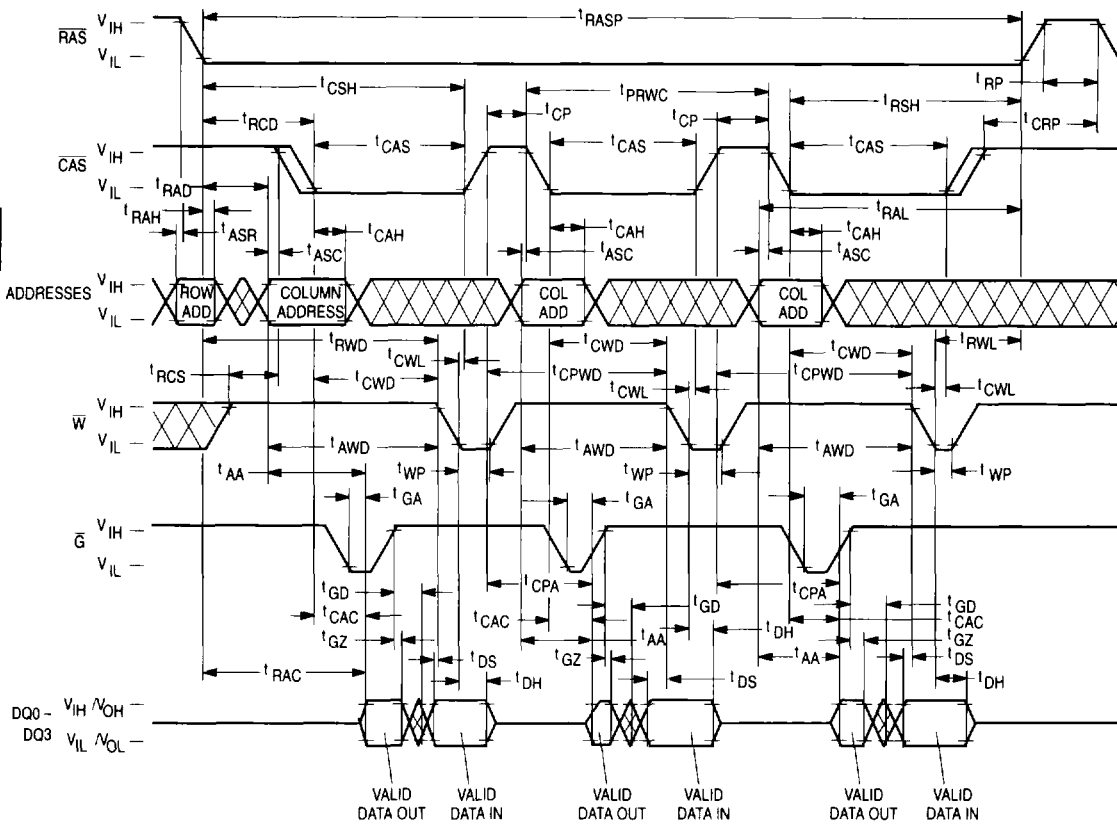 RAS V IH
t RASP
V IL
t RP
t CSH
t PRWC
t RSH
t CP
t RCD
t CP
t CRP
CAS V IH
t CAS
t CAS
t CAS
V IL
t RAD
t RAL
t RAH
t ASR
t CAH
t CAH
t CAH
t ASC
t ASC
t ASC
ADDRESSES V IH
V IL
ROW ADD
COLUMN ADDRESS
COL ADD
COL ADD
t RWD
t CWL
t CWD
t CWD
t RWL
t RCS
t CWD
t CPWD
t CPWD
t CWL
t CWL
W V IH
V IL
t AWD
t AWD
t AWD
t AA
t WP
t WP
t WP
t GA
t GA
t GA
G V IH
V IL
t CPA
t CPA
t GD
t GD
t GD
t CAC
t CAC
t CAC
t GZ
t AA
t DH
t GZ
t GZ
t AA
t DS
t RAC
t DS
t DH
t DS
t DH
DQ0 – DQ3
V IH /V OH
V IL /V OL
VALID DATA OUT
VALID DATA IN
VALID DATA OUT
VALID DATA IN
VALID DATA OUT
VALID DATA IN